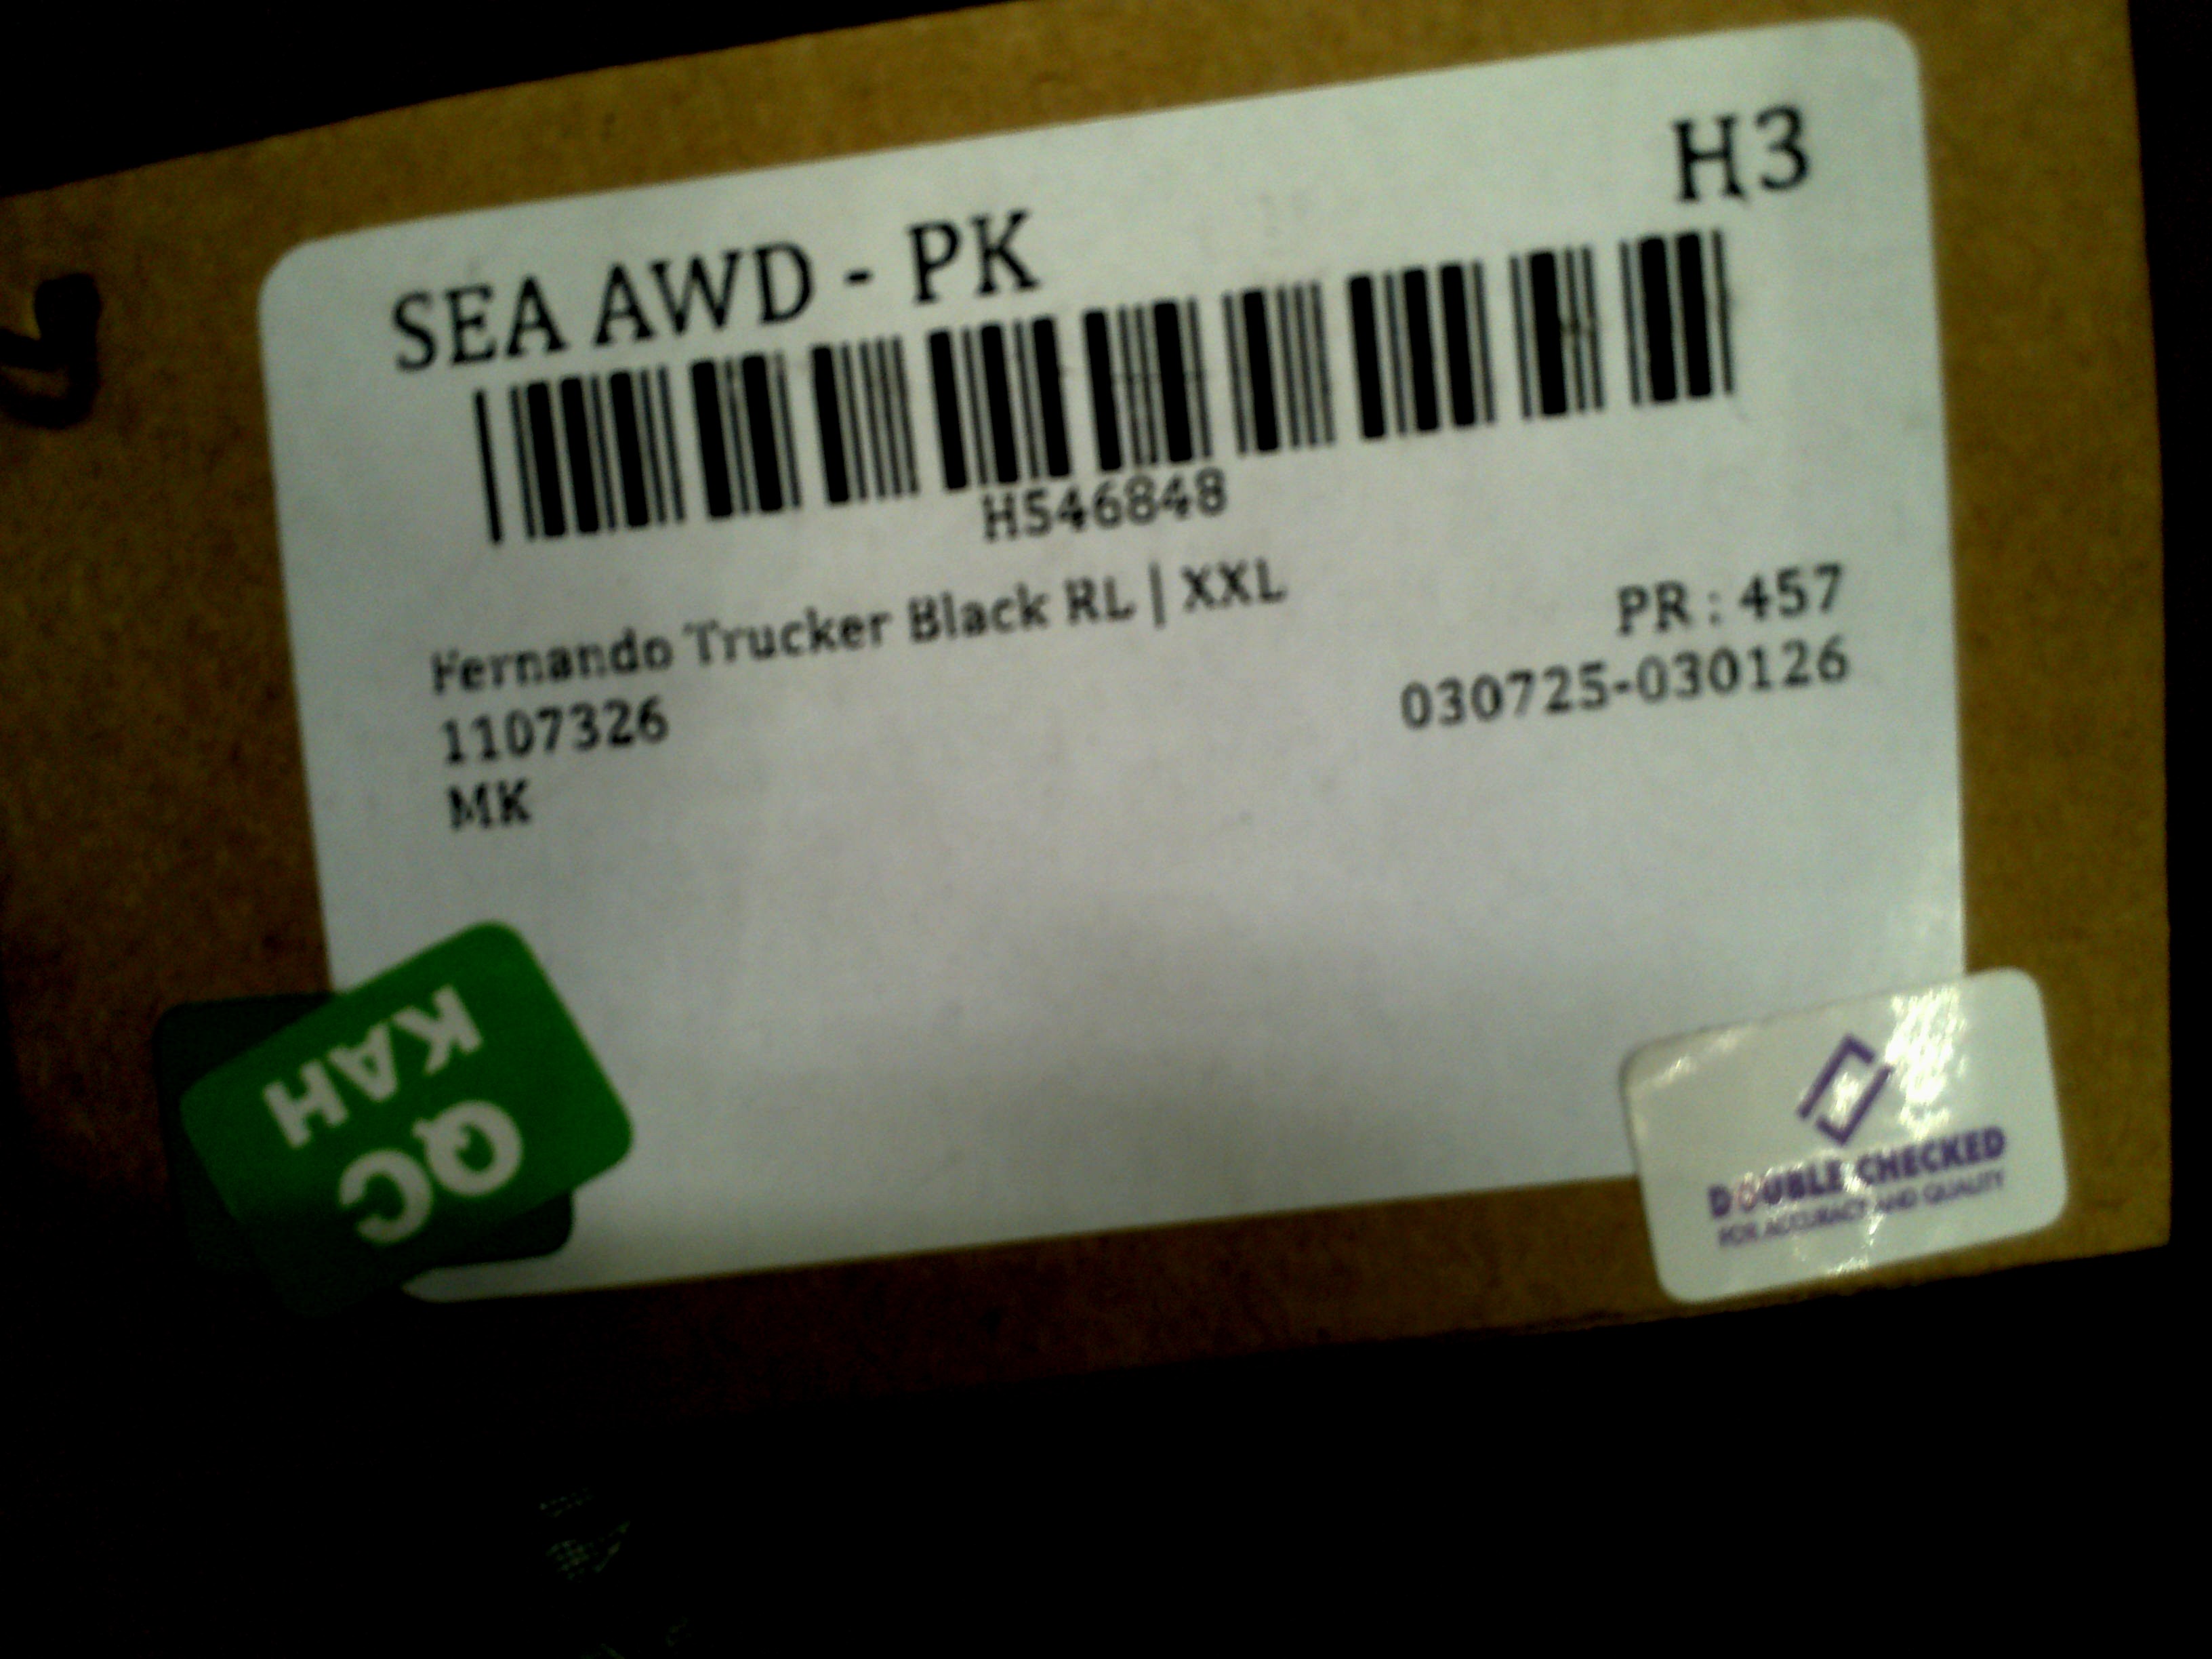 H3
SEA AWD - PK
H546848
Fernando Trucker Black RL | XXL
PR : 457
1107326
030725-030126
MK
QC
KAH
DOUBLE CHECKED
FOR ACCURACY AND QUALITY